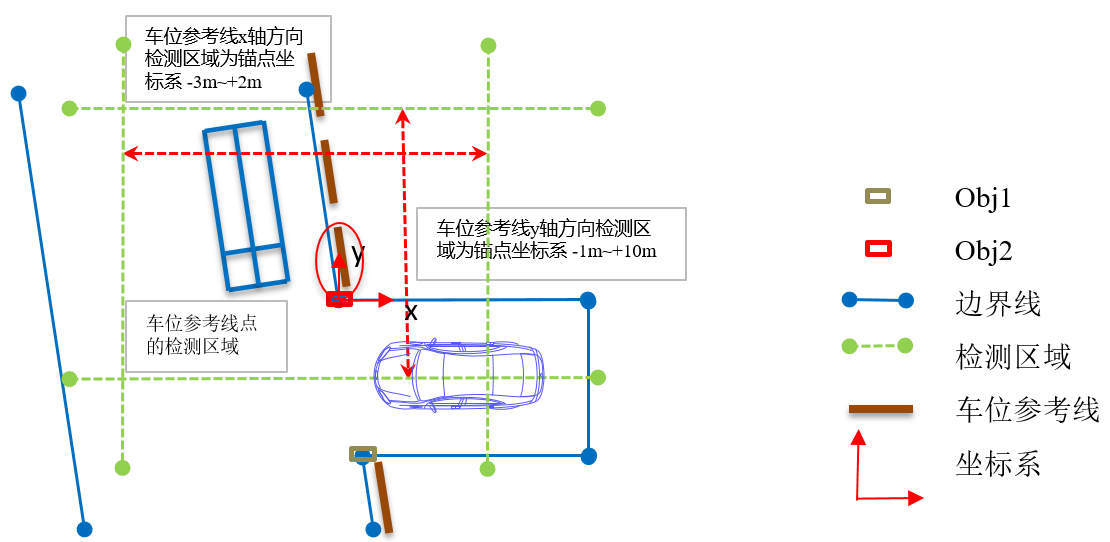 车位参考线x轴方向
检测区域为锚点坐
标系 -3m~+2m
车位参考线y轴方向检测区
域为锚点坐标系 -1m~+10m
y
x
车位参考线点
的检测区域
Obj1
Obj2
边界线
检测区域
车位参考线
坐标系